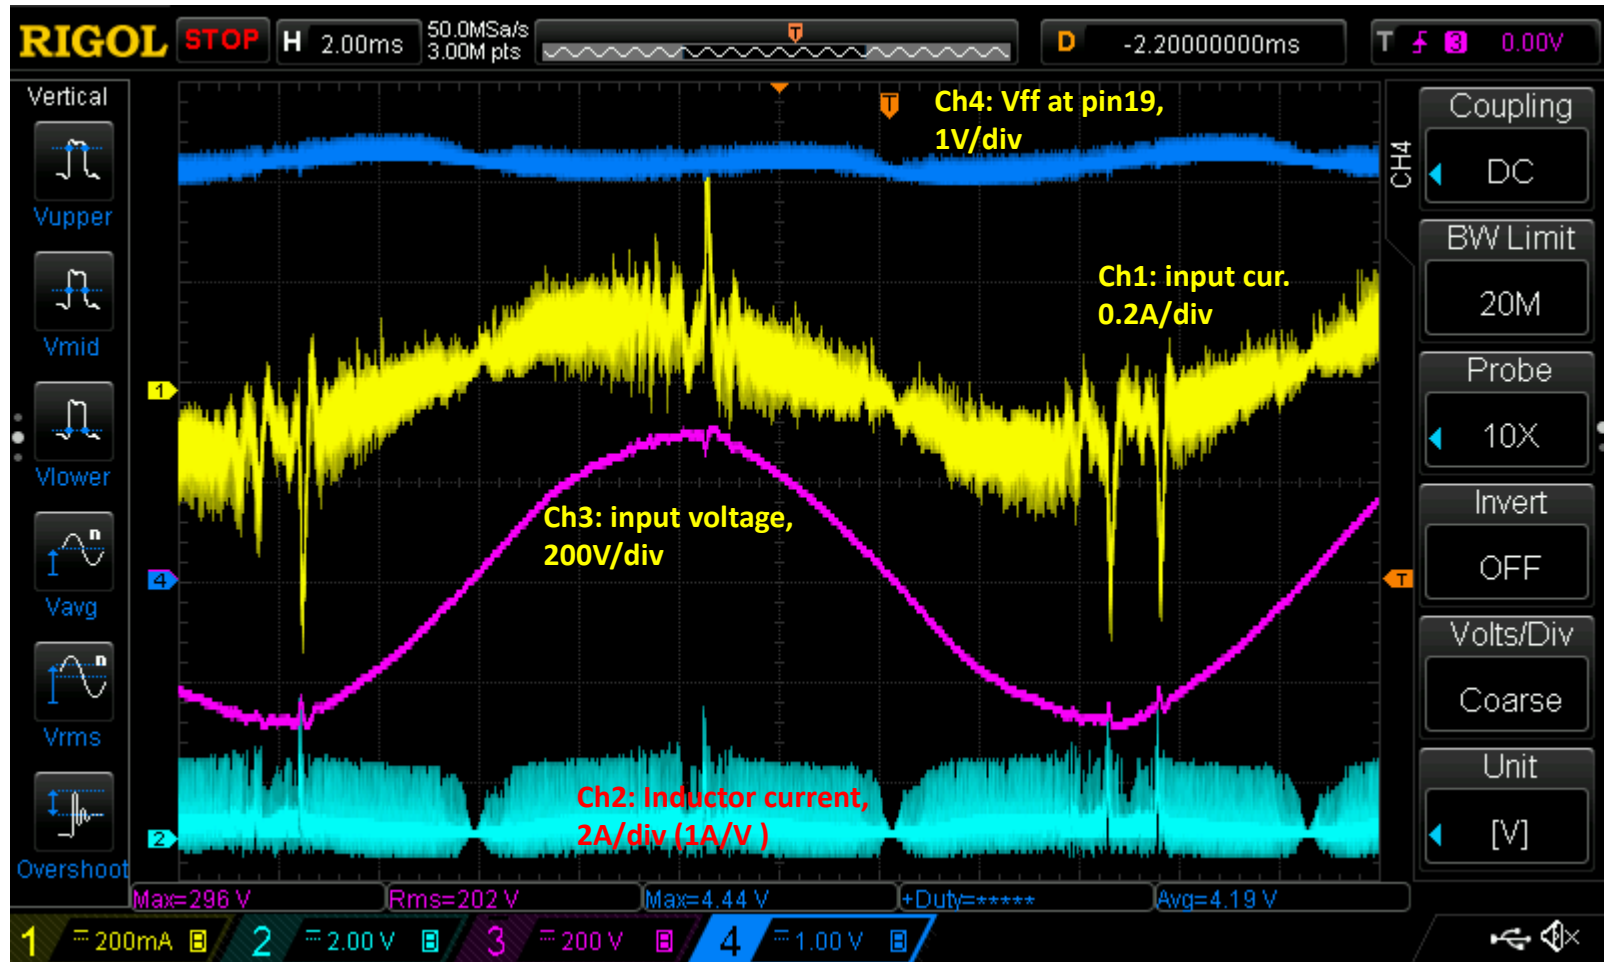 RIGOL STOP H 2.00ms 50.0MSa/s
3.00M pts
T
D -2.20000000ms
T 3 0.00V
Vertical
Vupper
Vmid
Vlower
n
Vavg
n
Vrms
Overshoot
T
Ch4: Vff at pin19,
1V/div
Ch1: input cur.
0.2A/div
1
Ch3: input voltage,
200V/div
4
T
Ch2: Inductor current,
2A/div (1A/V )
2
CH4
Coupling
DC
BW Limit
20M
Probe
10X
Invert
OFF
Volts/Div
Coarse
Unit
[V]
Max=296 V Rms=202 V Max=4.44 V +Duty=***** Avg=4.19 V
1 200mA B 2 2.00 V B 3 200 V B 4 1.00 V B